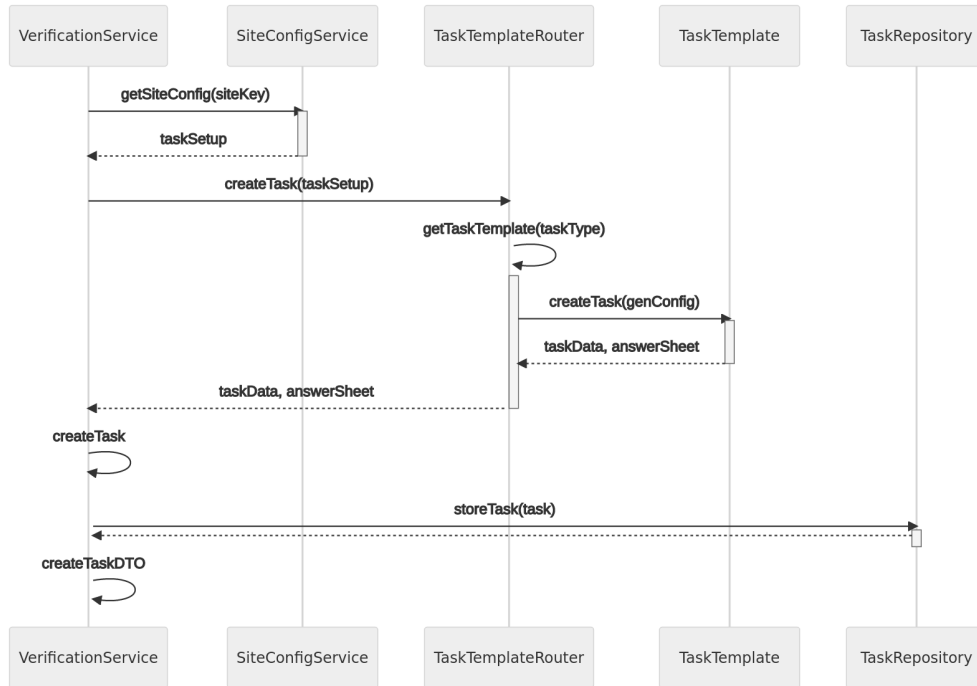 VerificationService
SiteConfigService
TaskTemplateRouter
TaskTemplate
TaskRepository
getSiteConfig(siteKey)
taskSetup
createTask(taskSetup)
getTaskTemplate(taskType)
createTask(genConfig)
taskData, answerSheet
taskData, answerSheet
createTask
storeTask(task)
createTaskDTO
VerificationService
SiteConfigService
TaskTemplateRouter
TaskTemplate
TaskRepository